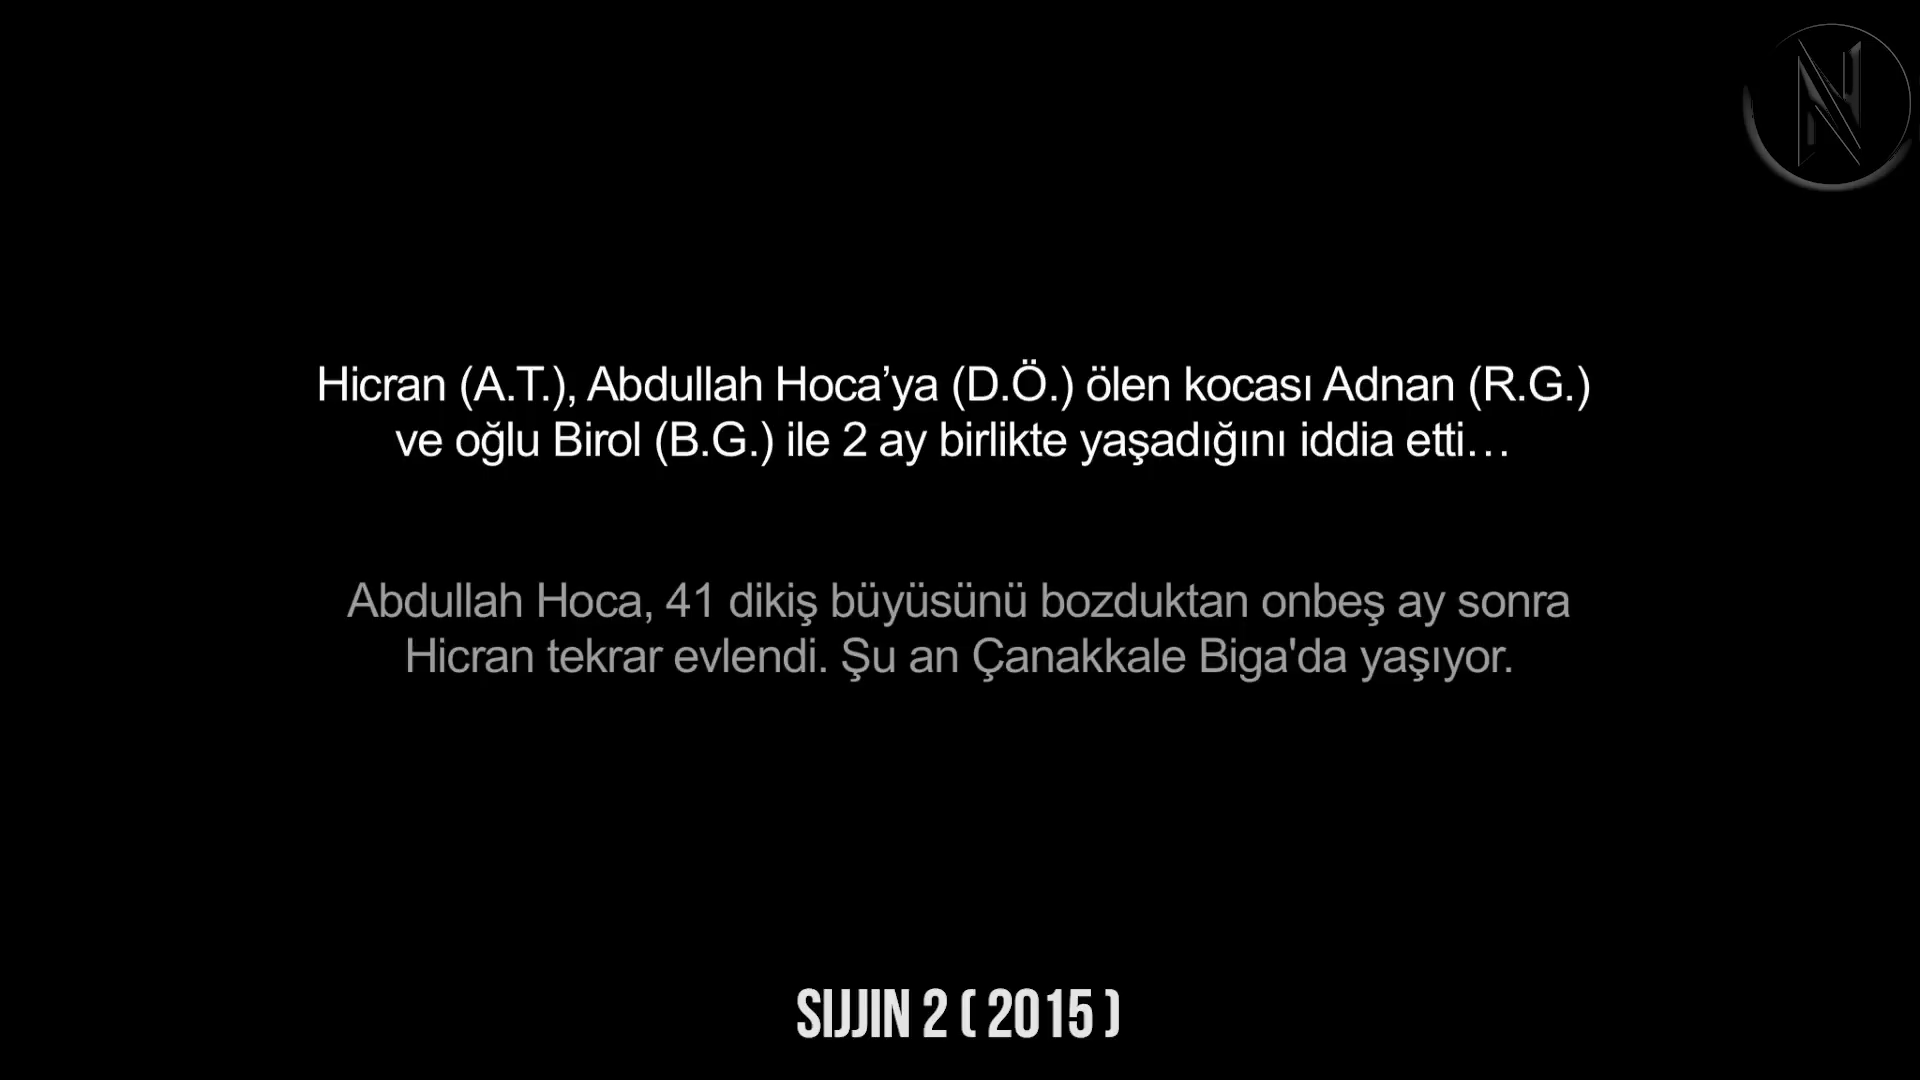 N
Hicran (A.T.), Abdullah Hoca’ya (D.Ö.) ölen kocası Adnan (R.G.)
ve oğlu Birol (B.G.) ile 2 ay birlikte yaşadığını iddia etti…
Abdullah Hoca, 41 dikiş büyüsünü bozduktan onbeş ay sonra
Hicran tekrar evlendi. Şu an Çanakkale Biga'da yaşıyor.
SIJJIN 2 ( 2015 )